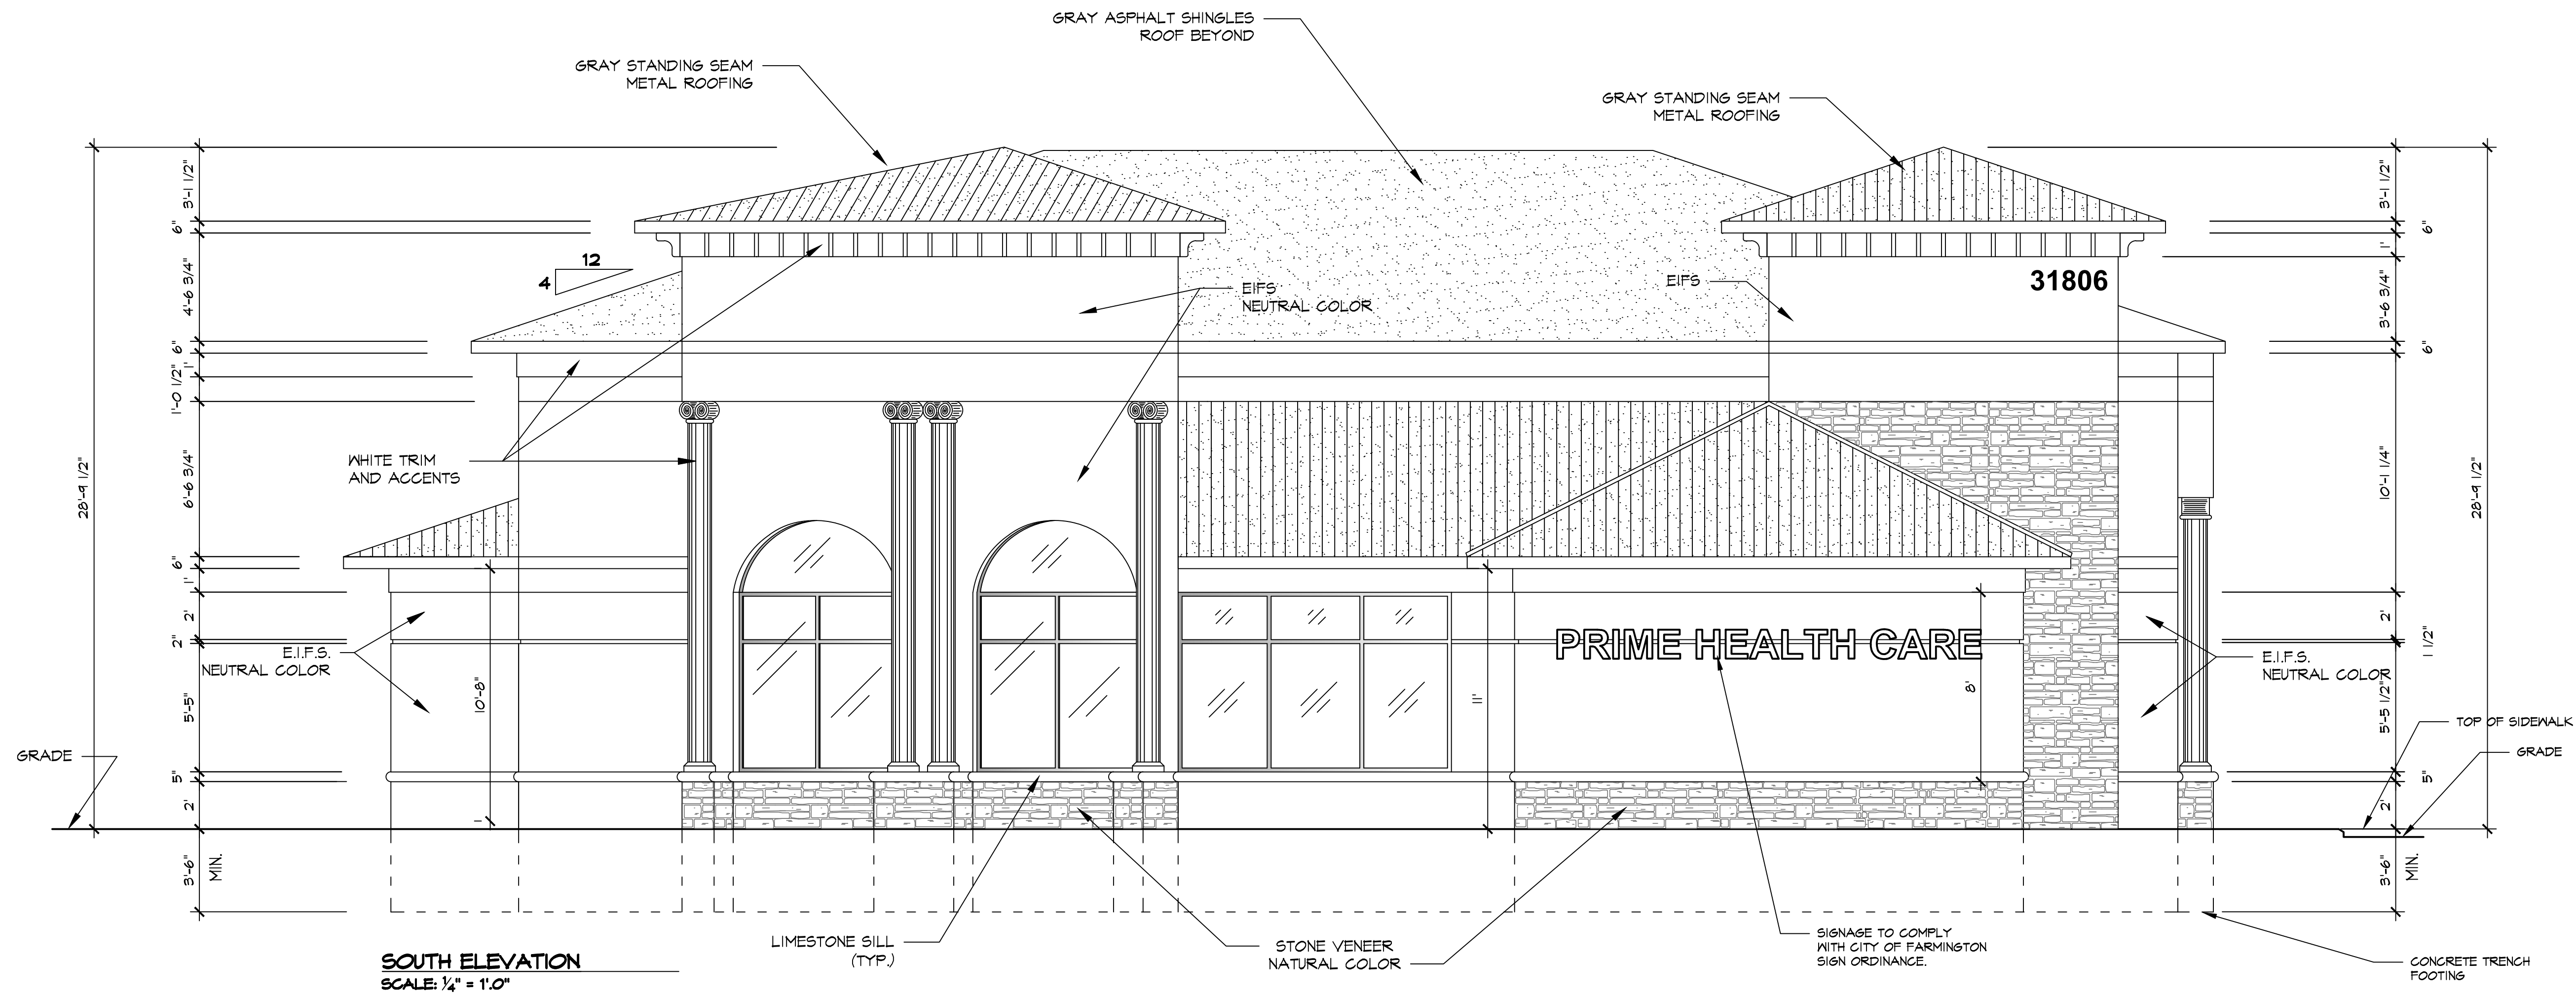 GRAY ASPHALT SHINGLES
ROOF BEYOND
GRAY STANDING SEAM
METAL ROOFING
GRAY STANDING SEAM
METAL ROOFING
12
4
EIFS
NEUTRAL COLOR
EIFS
31806
WHITE TRIM
AND ACCENTS
E.I.F.S.
NEUTRAL COLOR
PRIME HEALTH CARE
E.I.F.S.
NEUTRAL COLOR
TOP OF SIDEWALK
GRADE
GRADE
28'-9 1/2"
3'-1 1/2"
6"
4'-6 3/4"
6"
1'
1'-0 1/2"
6'-6 3/4"
6"
1'
2'
2"
5'-5"
5"
2'
3'-6"
MIN.
10'-8"
11'
8'
3'-1 1/2"
6"
1'
3'-6 3/4"
6"
10'-1 1/4"
2'
1 1/2"
5'-5 1/2"
5"
2'
3'-6"
MIN.
28'-9 1/2"
LIMESTONE SILL
(TYP.)
STONE VENEER
NATURAL COLOR
SIGNAGE TO COMPLY
WITH CITY OF FARMINGTON
SIGN ORDINANCE.
CONCRETE TRENCH
FOOTING
SOUTH ELEVATION
SCALE: 1/4" = 1'.0"